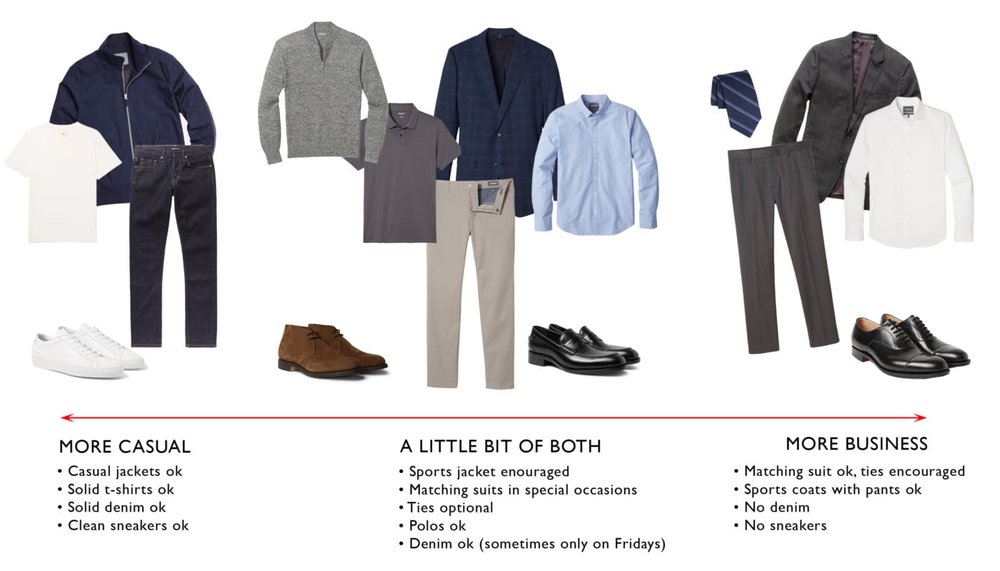 MORE CASUAL
• Casual jackets ok
• Solid t-shirts ok
• Solid denim ok
• Clean sneakers ok
A LITTLE BIT OF BOTH
• Sports jacket enouraged
• Matching suits in special occasions
• Ties optional
• Polos ok
• Denim ok (sometimes only on Fridays)
MORE BUSINESS
• Matching suit ok, ties encouraged
• Sports coats with pants ok
• No denim
• No sneakers